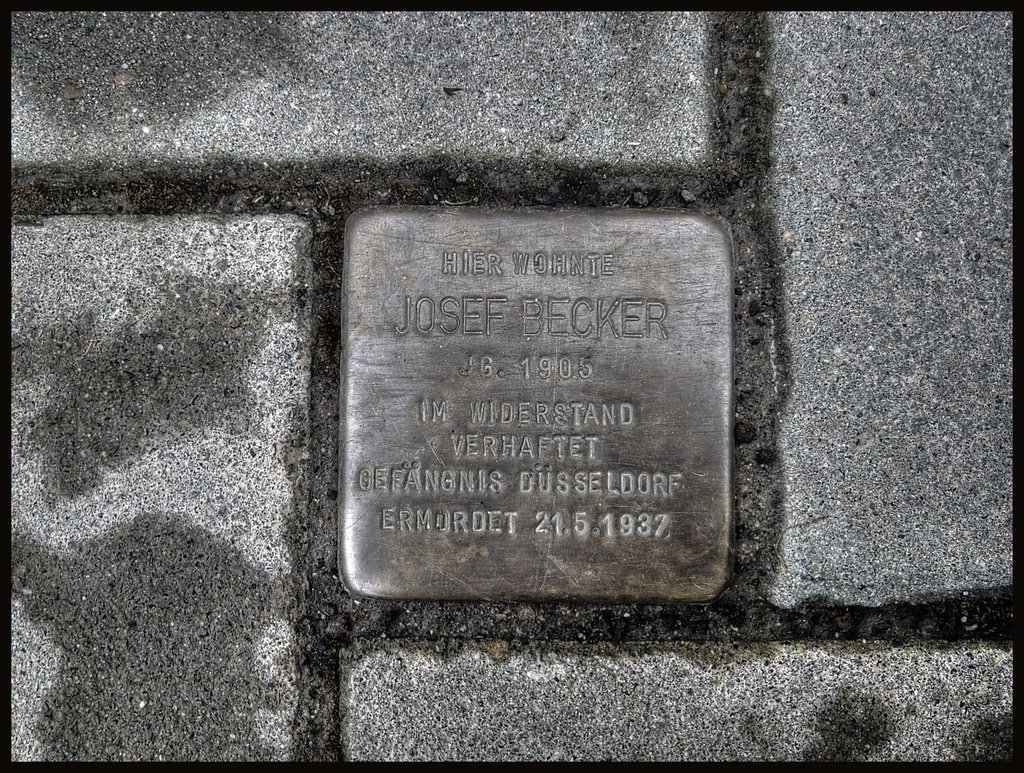 HIER WOHNTE
JOSEF BECKER
JG. 1905
IM WIDERSTAND
VERHAFTET
GEFÄNGNIS DÜSSELDORF
ERMORDET 21.5.1937